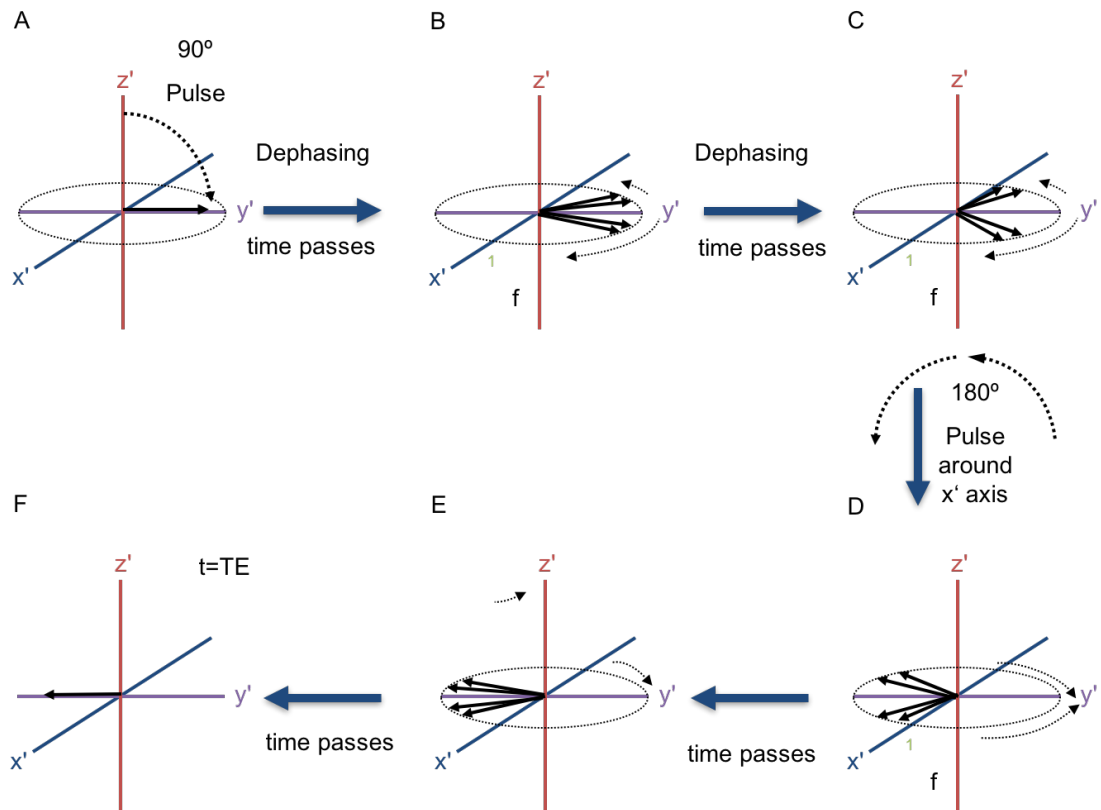 A
90º
Pulse
z'
y'
x'
Dephasing
time passes
B
z'
y'
x'
1
f
Dephasing
time passes
C
z'
y'
x'
1
f
180º
Pulse
around
x‘ axis
F
t=TE
z'
y'
x'
time passes
E
z'
y'
x'
time passes
D
z'
y'
x'
1
f